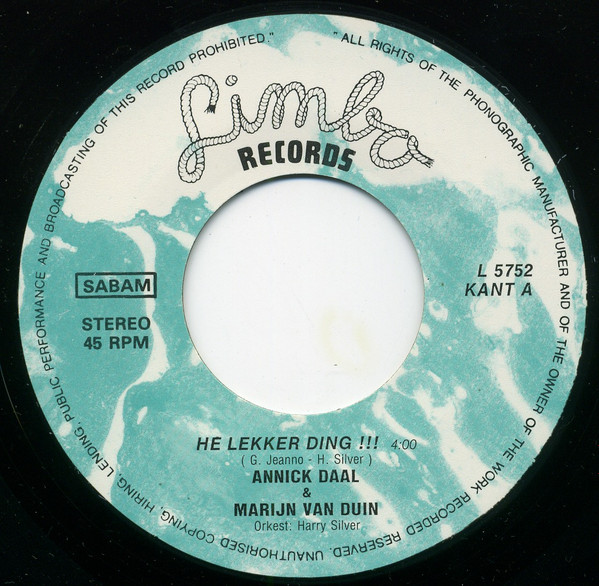 "ALL RIGHTS OF THE PHONOGRAPHIC MANUFACTURER AND OF THE OWNER OF THE WORK RECORDED RESERVED. UNAUTHORISED COPYING, HIRING, LENDING, PUBLIC PERFORMANCE AND BROADCASTING OF THIS RECORD PROHIBITED."
Limbo
RECORDS
SABAM
STEREO
45 RPM
L 5752
KANT A
HE LEKKER DING !!! 4:00
( G. Jeanno - H. Silver )
ANNICK DAAL
&
MARIJN VAN DUIN
Orkest: Harry Silver